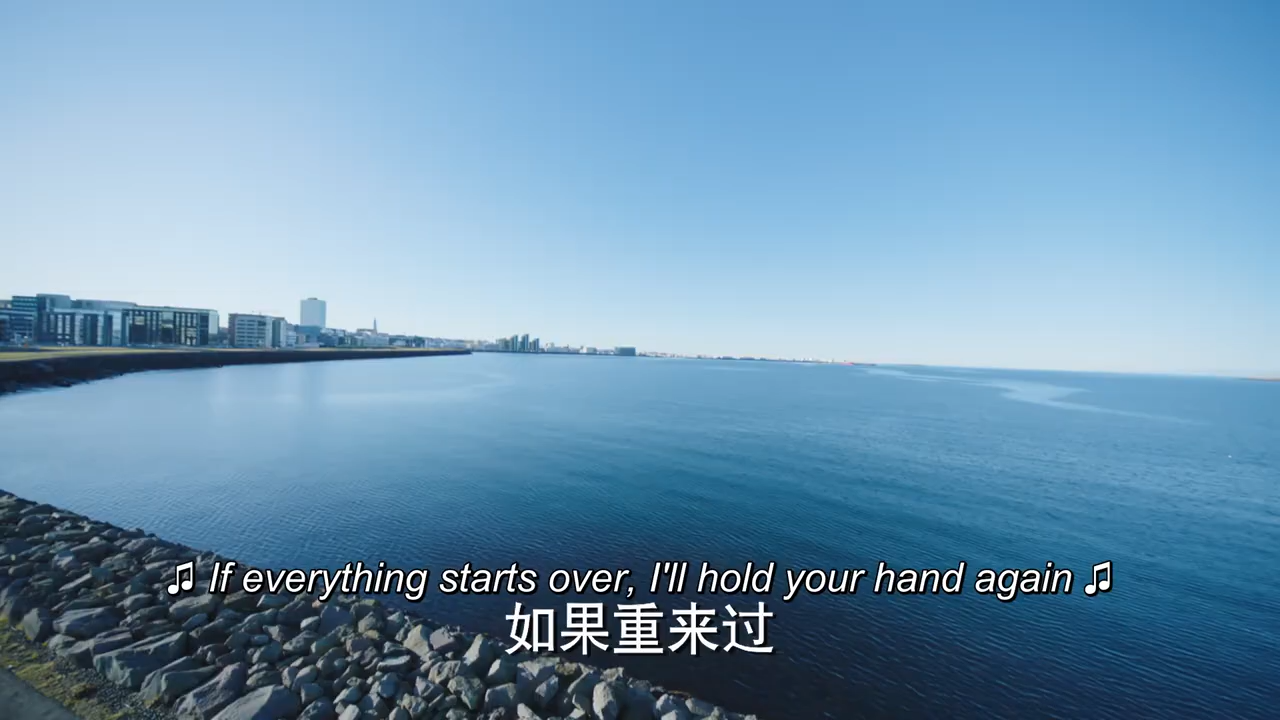 ♫ If everything starts over, I'll hold your hand again ♫
如果重来过